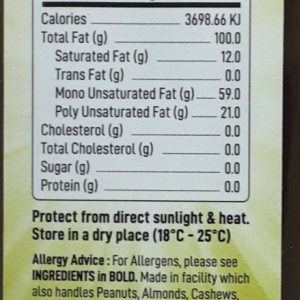 Calories 3698.66 KJ
Total Fat (g) 100.0
Saturated Fat (g) 12.0
Trans Fat (g) 0.0
Mono Unsaturated Fat (g) 59.0
Poly Unsaturated Fat (g) 21.0
Cholesterol (g) 0.0
Total Cholesterol (g) 0.0
Sugar (g) 0.0
Protein (g) 0.0
Protect from direct sunlight & heat.
Store in a dry place (18°C - 25°C)
Allergy Advice : For Allergens, please see
INGREDIENTS in BOLD. Made in facility which
also handles Peanuts, Almonds, Cashews,